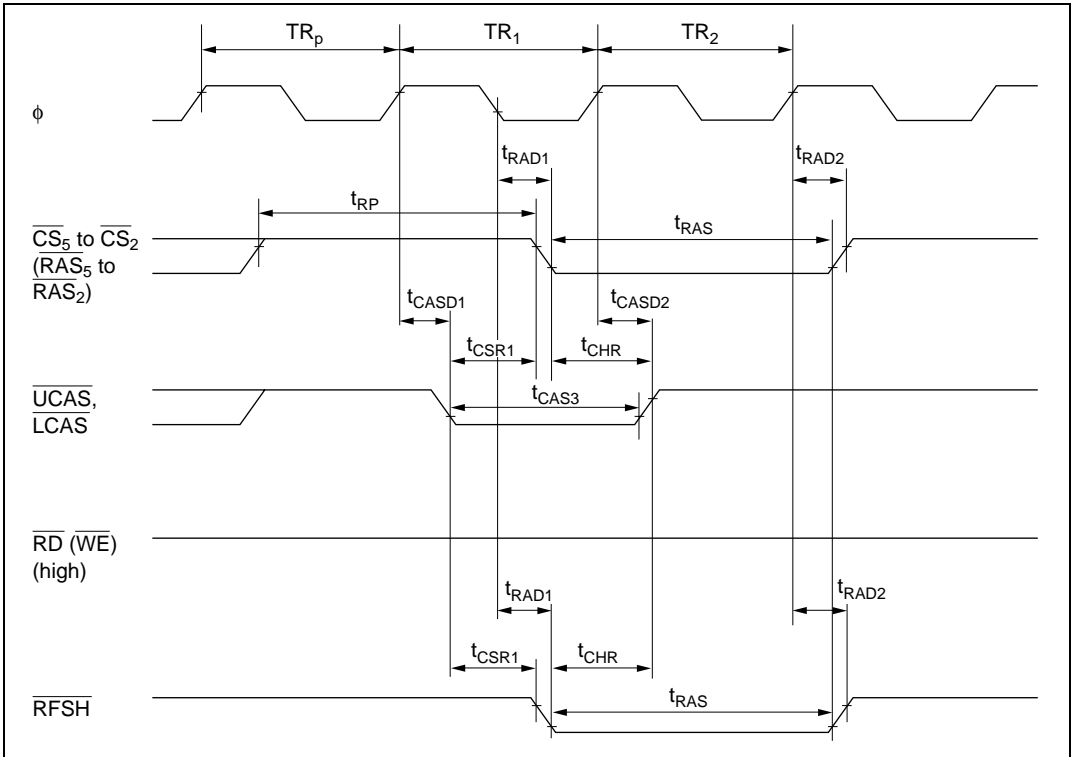 TRp TR1 TR2
ϕ
tRAD1 tRAD2
tRP
tRAS
CS5 to CS2
(RAS5 to
RAS2)
tCASD1 tCASD2
tCSR1 tCHR
UCAS,
LCAS
tCAS3
RD (WE)
(high)
tRAD1 tRAD2
tCSR1 tCHR
RFSH
tRAS